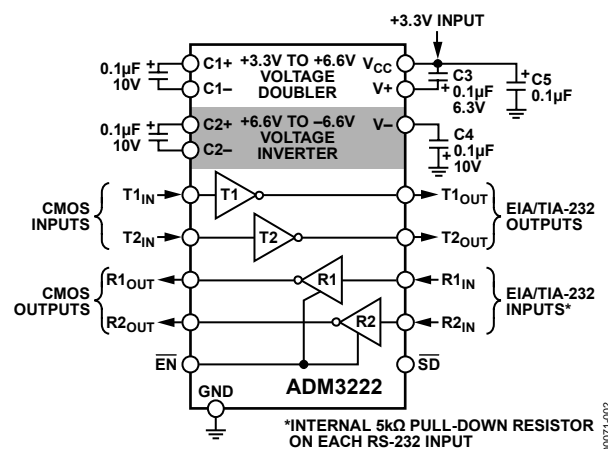 +3.3V INPUT
0.1µF
10V
+
C1+
C1–
+3.3V TO +6.6V
VOLTAGE
DOUBLER
VCC
V+
+
C3
0.1µF
6.3V
+
C5
0.1µF
0.1µF
10V
+
C2+
C2–
+6.6V TO –6.6V
VOLTAGE
INVERTER
V–
+
C4
0.1µF
10V
CMOS
INPUTS
T1IN
T1
T1OUT
T2IN
T2
T2OUT
EIA/TIA-232
OUTPUTS
CMOS
OUTPUTS
R1OUT
R1
R1IN
R2OUT
R2
R2IN
EIA/TIA-232
INPUTS*
EN
SD
GND
ADM3222
*INTERNAL 5kΩ PULL-DOWN RESISTOR
ON EACH RS-232 INPUT
00071-002